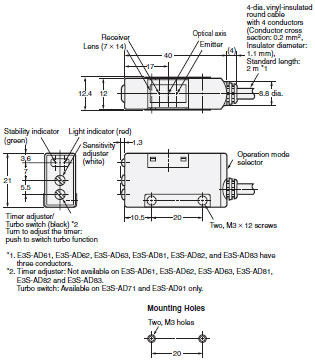 Receiver
Lens (7 × 14)
Optical axis
Emitter
4-dia. vinyl-insulated
round cable
with 4 conductors
(Conductor cross
section: 0.2 mm²,
Insulator diameter:
1.1 mm),
Standard length:
2 m *1
40
(4)
17
12.4
12
3.8 dia.
Stability indicator
(green)
Light indicator (red)
Sensitivity
adjuster
(white)
1.3
Operation mode
selector
3.6
7
5.5
21
10.5
20
Two, M3 × 12 screws
Timer adjuster/
Turbo switch (black) *2
Turn to adjust the timer:
push to switch turbo function
*1. E3S-AD61, E3S-AD62, E3S-AD63, E3S-AD81, E3S-AD82, and E3S-AD83 have
three conductors.
*2. Timer adjuster: Not available on E3S-AD61, E3S-AD62, E3S-AD63, E3S-AD81,
E3S-AD82 and E3S-AD83.
Turbo switch: Available on E3S-AD71 and E3S-AD91 only.
Mounting Holes
Two, M3 holes
20